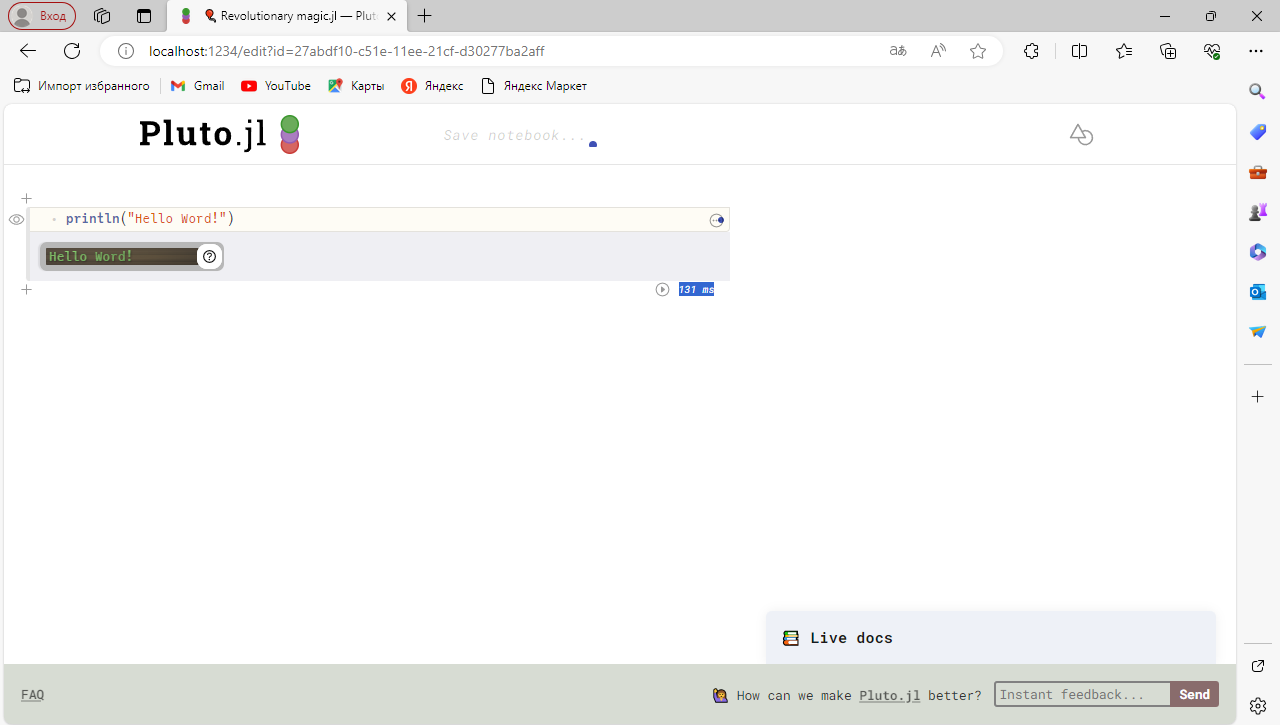 Вход
Revolutionary magic.jl — Plut
localhost:1234/edit?id=27abdf10-c51e-11ee-21cf-d30277ba2aff
аあ
A
Импорт избранного
Gmail
YouTube
Карты
Яндекс
Яндекс Маркет
Pluto.jl
Save notebook...
println("Hello Word!")
Hello Word!
131 ms
Live docs
FAQ
How can we make Pluto.jl better?
Instant feedback...
Send